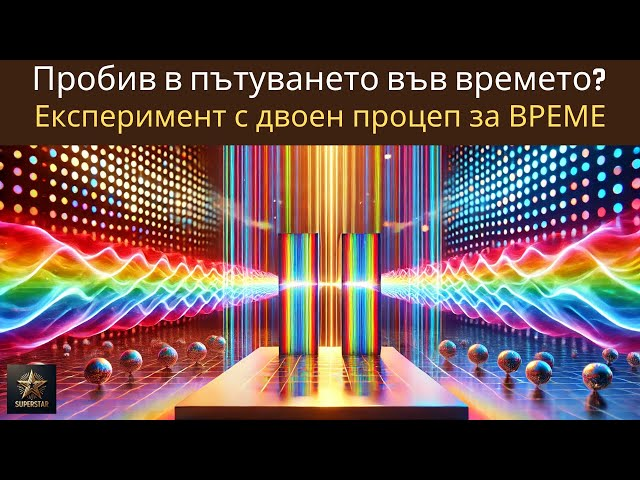 Пробив в пътуването във времето?
Експеримент с двоен процеп за ВРЕМЕ
SUPERSTAR